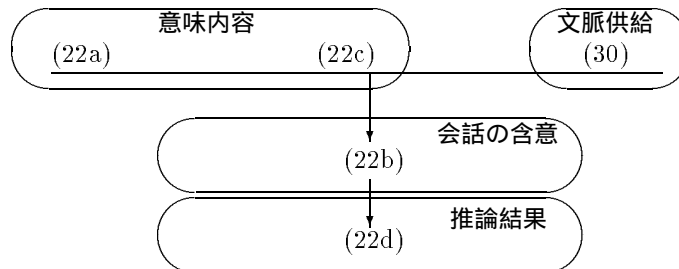 意味内容 文脈供給
(22a) (22c) (30)
会話の含意
(22b)
推論結果
(22d)